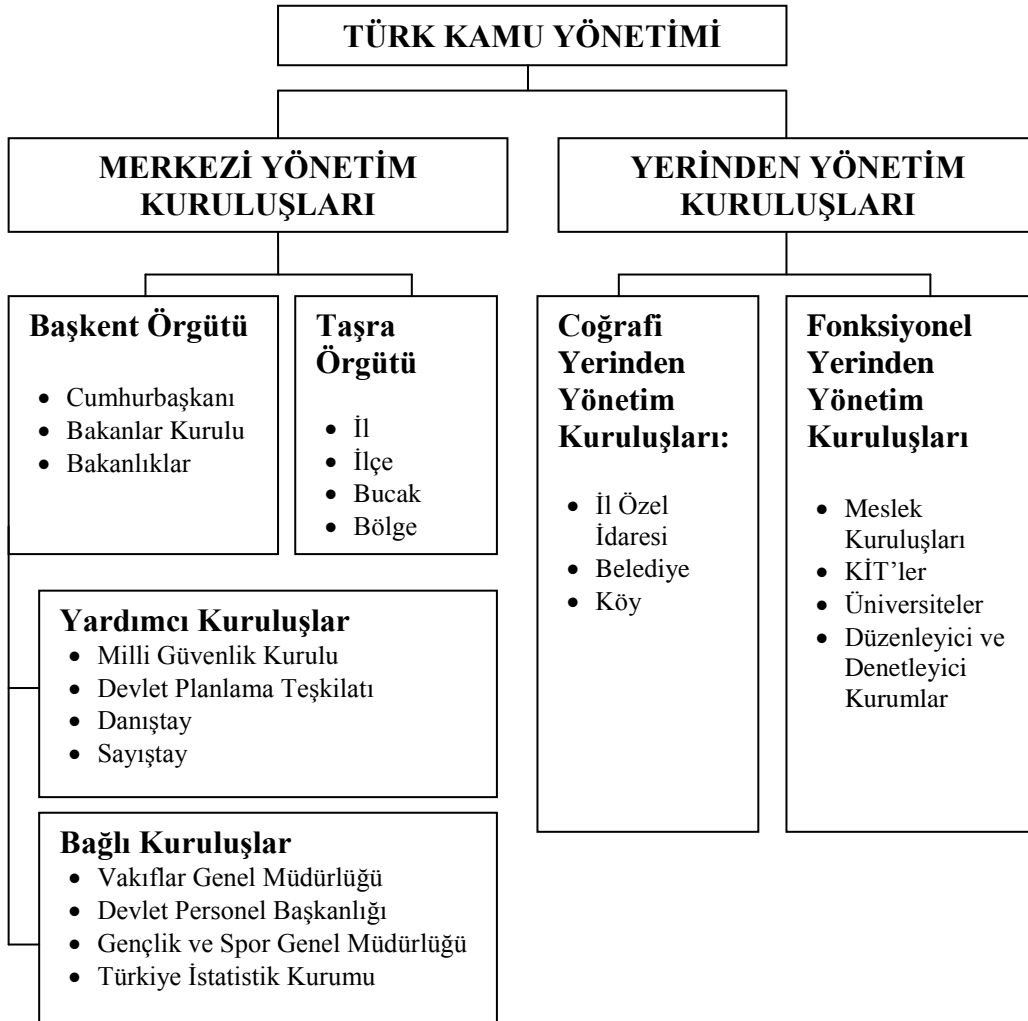 TÜRK KAMU YÖNETİMİ
MERKEZİ YÖNETİM
KURULUŞLARI
YERİNDEN YÖNETİM
KURULUŞLARI
Başkent Örgütü
• Cumhurbaşkanı
• Bakanlar Kurulu
• Bakanlıklar
Taşra
Örgütü
• İl
• İlçe
• Bucak
• Bölge
Coğrafi
Yerinden
Yönetim
Kuruluşları:
• İl Özel
İdaresi
• Belediye
• Köy
Fonksiyonel
Yerinden
Yönetim
Kuruluşları
• Meslek
Kuruluşları
• KİT’ler
• Üniversiteler
• Düzenleyici ve
Denetleyici
Kurumlar
Yardımcı Kuruluşlar
• Milli Güvenlik Kurulu
• Devlet Planlama Teşkilatı
• Danıştay
• Sayıştay
Bağlı Kuruluşlar
• Vakıflar Genel Müdürlüğü
• Devlet Personel Başkanlığı
• Gençlik ve Spor Genel Müdürlüğü
• Türkiye İstatistik Kurumu